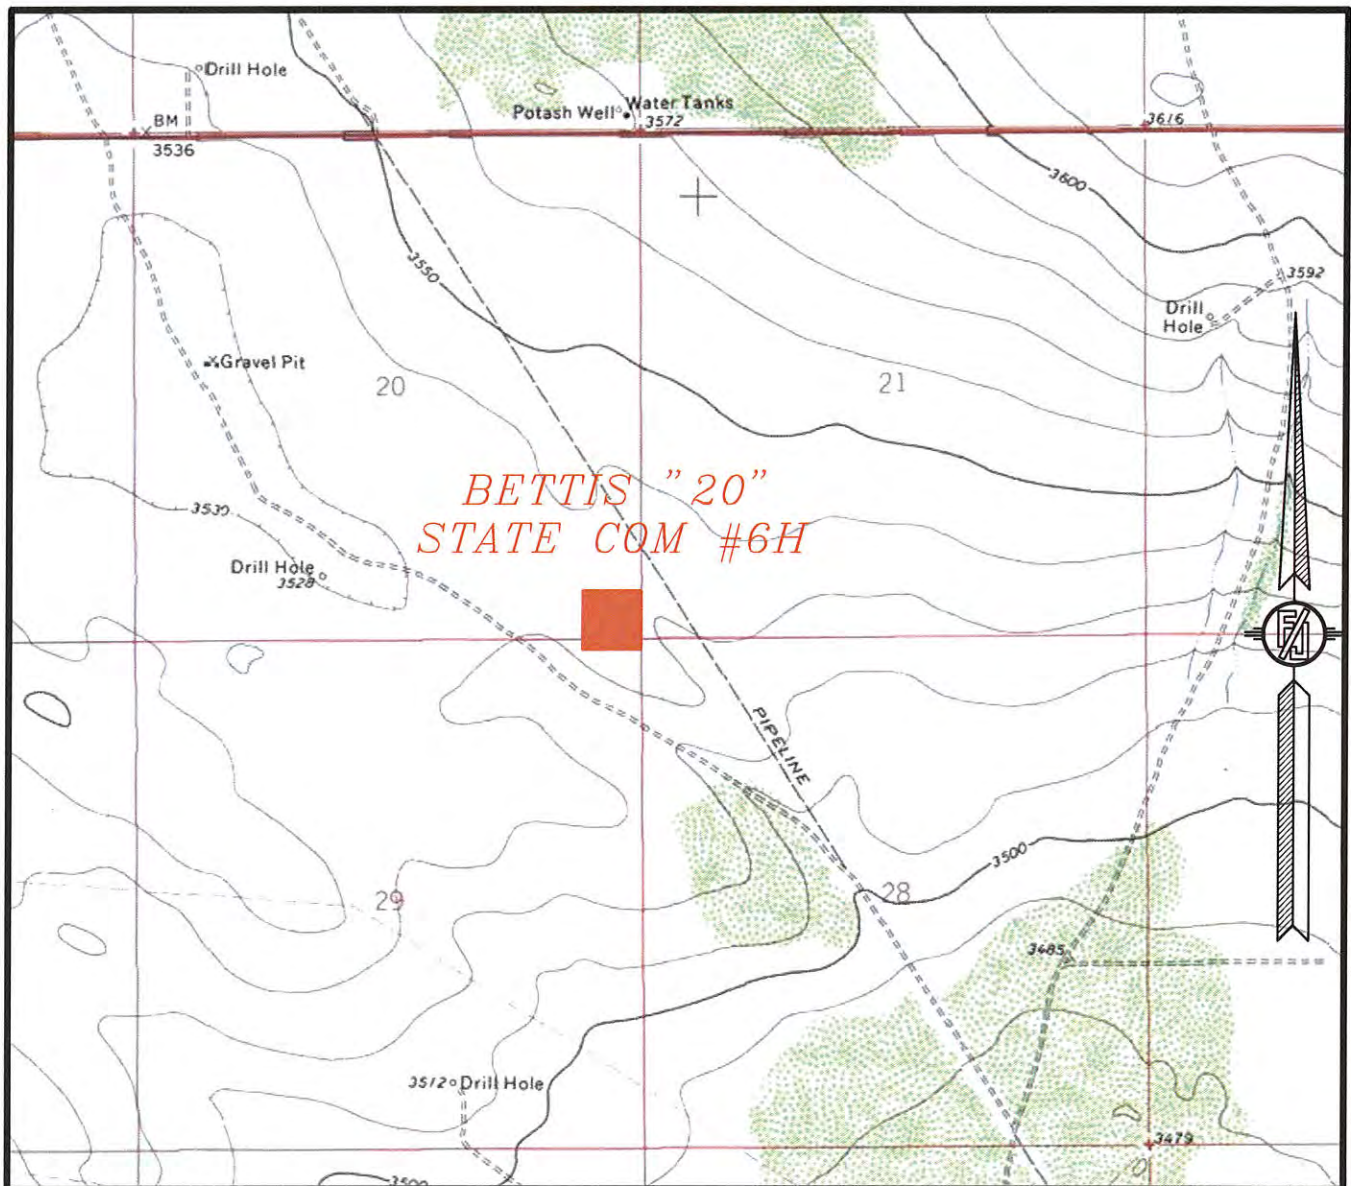 Drill Hole
Potash Well
Water Tanks
3572
BM
3536
3616
3600
3550
3592
Drill
Hole
Gravel Pit
20
21
BETTIS "20"
STATE COM #6H
3530
Drill Hole
3528
PIPELINE
3500
29
28
3485
3512 Drill Hole
3479
3500